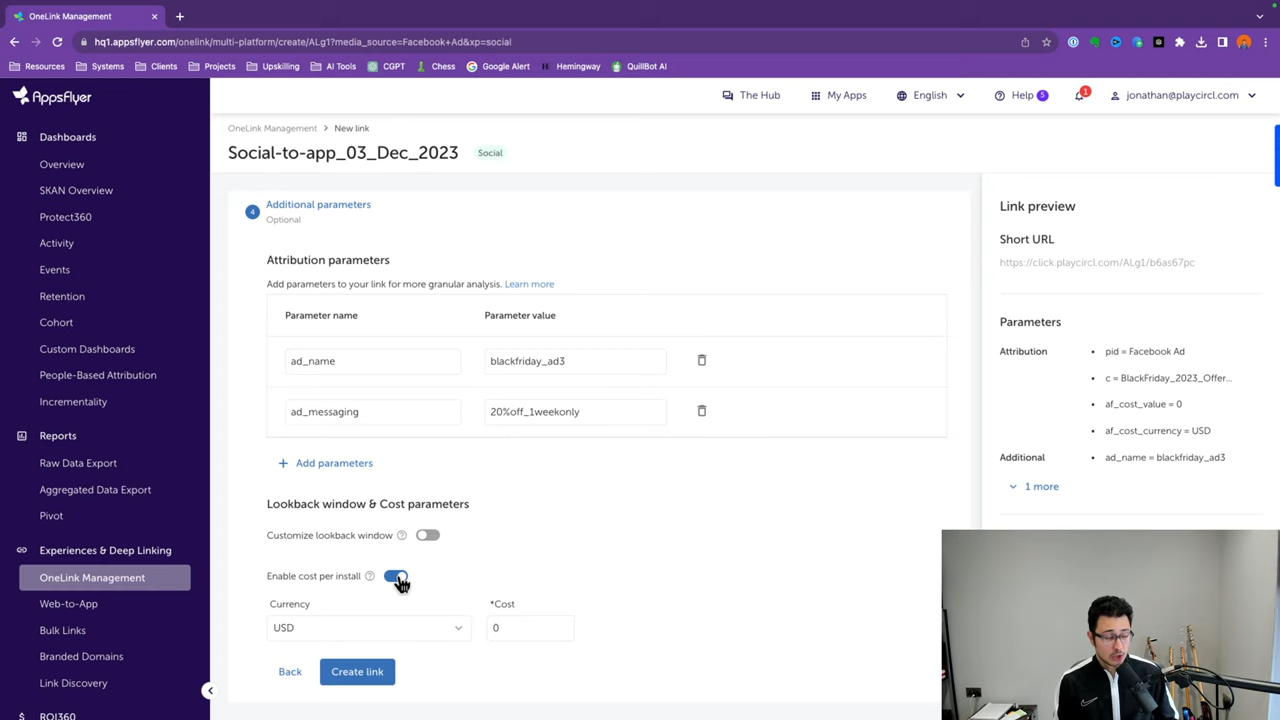 OneLink Management
hq1.appsflyer.com/onelink/multi-platform/create/ALg1?media_source=Facebook+Ad&xp=social
Resources
Systems
Clients
Projects
Upskilling
AI Tools
CGPT
Chess
Google Alert
H Hemingway
QuillBot AI
AppsFlyer
The Hub
My Apps
English
Help 5
1
jonathan@playcircl.com
Dashboards
Overview
SKAN Overview
Protect360
Activity
Events
Retention
Cohort
Custom Dashboards
People-Based Attribution
Incrementality
Reports
Raw Data Export
Aggregated Data Export
Pivot
Experiences & Deep Linking
OneLink Management
Web-to-App
Bulk Links
Branded Domains
Link Discovery
$ ROI360
OneLink Management > New link
Social-to-app_03_Dec_2023 Social
4 Additional parameters
Optional
Attribution parameters
Add parameters to your link for more granular analysis. Learn more
Parameter name Parameter value
ad_name blackfriday_ad3
ad_messaging 20%off_1weekonly
+ Add parameters
Lookback window & Cost parameters
Customize lookback window ?
Enable cost per install ?
Currency *Cost
USD 0
Back Create link
Link preview
Short URL
https://click.playcircl.com/ALg1/b6as67pc
Parameters
Attribution • pid = Facebook Ad
• c = BlackFriday_2023_Offer...
• af_cost_value = 0
• af_cost_currency = USD
Additional • ad_name = blackfriday_ad3
1 more